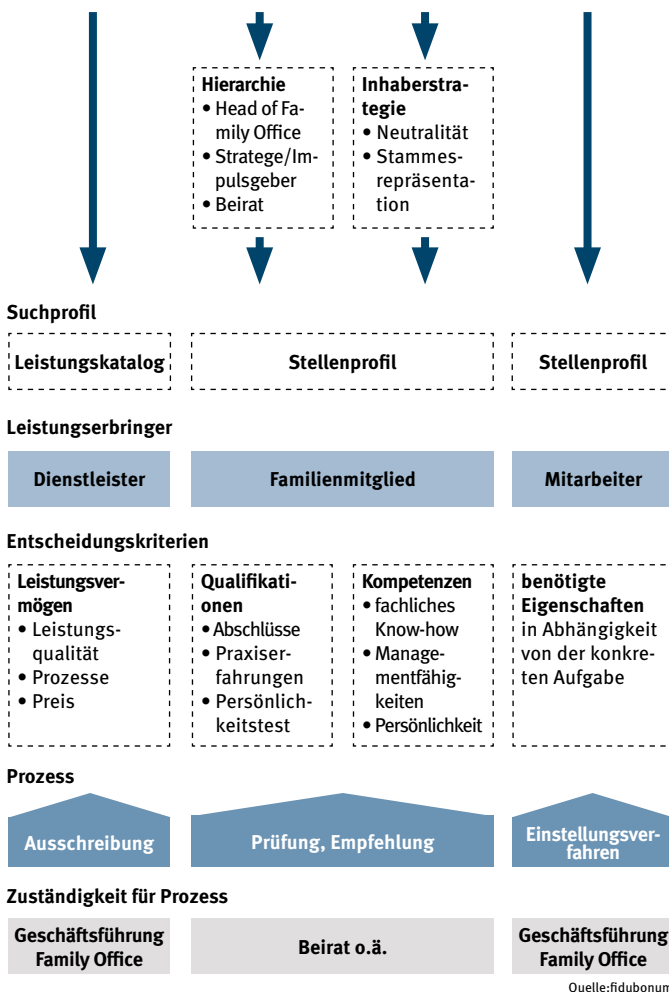 Hierarchie
• Head of Fa-
mily Office
• Stratege/Im-
pulsgeber
• Beirat
Inhaberstra-
tegie
• Neutralität
• Stammes-
repräsenta-
tion
Suchprofil
Leistungskatalog
Stellenprofil
Stellenprofil
Leistungserbringer
Dienstleister
Familienmitglied
Mitarbeiter
Entscheidungskriterien
Leistungsver-
mögen
• Leistungs-
qualität
• Prozesse
• Preis
Qualifikati-
onen
• Abschlüsse
• Praxiser-
fahrungen
• Persönlich-
keitstest
Kompetenzen
• fachliches
Know-how
• Manage-
mentfähig-
keiten
• Persönlichkeit
benötigte
Eigenschaften
in Abhängigkeit
von der konkre-
ten Aufgabe
Prozess
Ausschreibung
Prüfung, Empfehlung
Einstellungsver-
fahren
Zuständigkeit für Prozess
Geschäftsführung
Family Office
Beirat o.ä.
Geschäftsführung
Family Office
Quelle:fidubonum